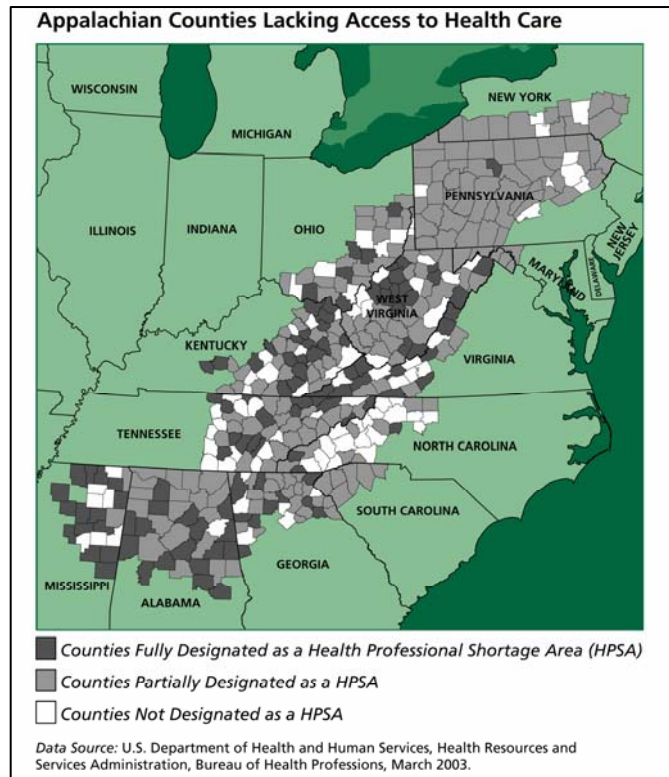 Appalachian Counties Lacking Access to Health Care
WISCONSIN
NEW YORK
MICHIGAN
PENNSYLVANIA
ILLINOIS
INDIANA
OHIO
NEW JERSEY
MARYLAND
DELAWARE
WEST
VIRGINIA
KENTUCKY
VIRGINIA
TENNESSEE
NORTH CAROLINA
SOUTH CAROLINA
GEORGIA
MISSISSIPPI
ALABAMA
Counties Fully Designated as a Health Professional Shortage Area (HPSA)
Counties Partially Designated as a HPSA
Counties Not Designated as a HPSA
Data Source: U.S. Department of Health and Human Services, Health Resources and
Services Administration, Bureau of Health Professions, March 2003.